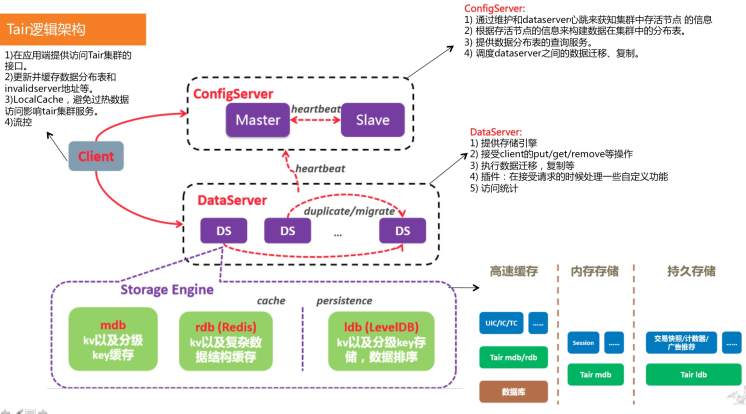 Tair逻辑架构
1)在应用端提供访问Tair集群的
接口。
2)更新并缓存数据分布表和
invalidserver地址等。
3)LocalCache，避免过热数据
访问影响tair集群服务。
4)流控
Client
ConfigServer
Master
heartbeat
Slave
heartbeat
DataServer
duplicate/migrate
DS
DS
...
DS
ConfigServer:
1) 通过维护和dataserver心跳来获知集群中存活节点 的信息
2) 根据存活节点的信息来构建数据在集群中的分布表。
3) 提供数据分布表的查询服务。
4) 调度dataserver之间的数据迁移、复制。
DataServer:
1) 提供存储引擎
2) 接受client的put/get/remove等操作
3) 执行数据迁移，复制等
4) 插件：在接受请求的时候处理一些自定义功能
5) 访问统计
Storage Engine
cache
persistence
mdb
kv以及分级
key缓存
rdb (Redis)
kv以及复杂数
据结构缓存
ldb (LevelDB)
kv以及分级key存
储，数据排序
高速缓存
UIC/IC/TC
......
Tair mdb/rdb
数据库
内存存储
Session
......
Tair mdb
持久存储
交易快照/计数器/
广告推荐
......
Tair ldb